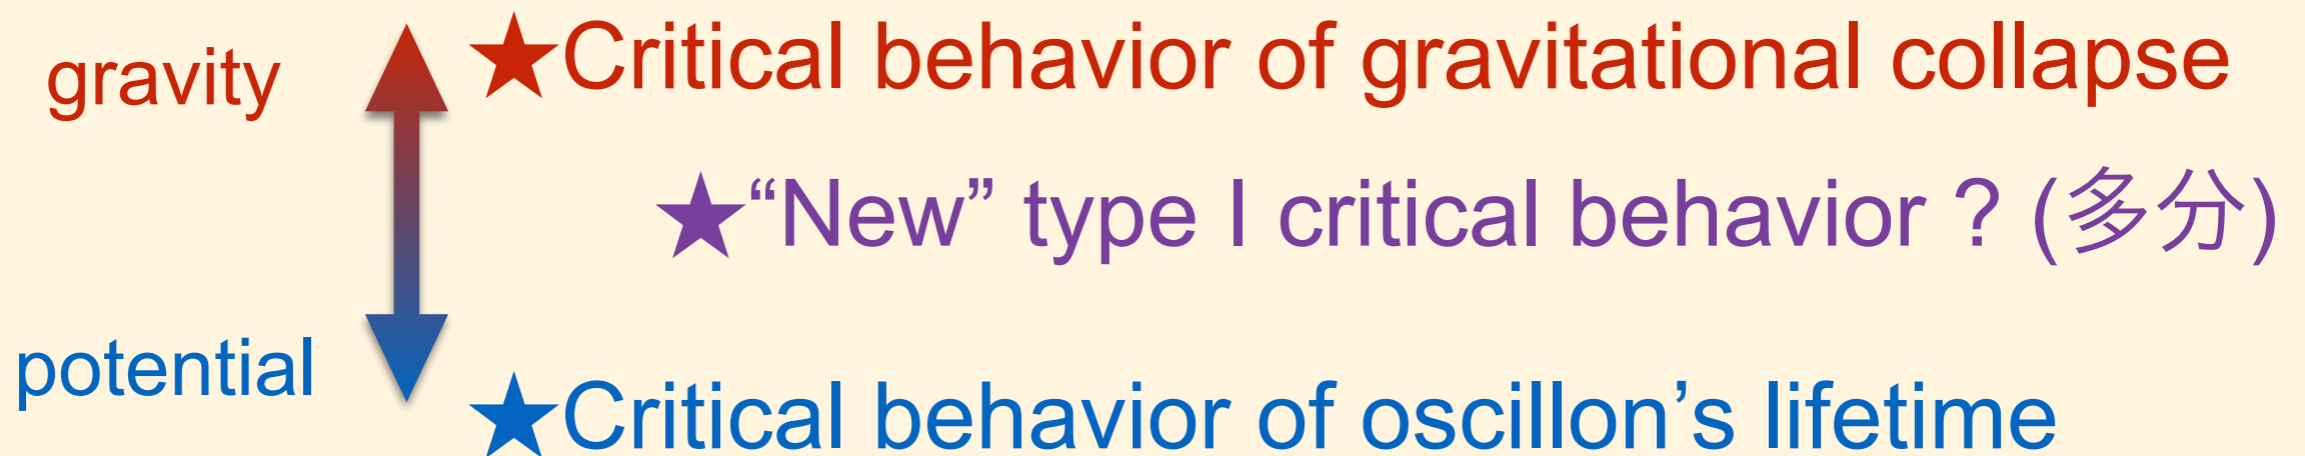 gravity
★Critical behavior of gravitational collapse
★“New” type I critical behavior ? (多分)
potential
★Critical behavior of oscillon’s lifetime